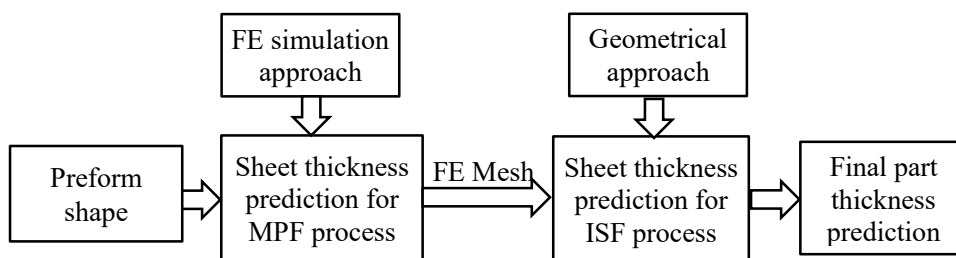 FE simulation
approach
Geometrical
approach
Preform
shape
Sheet thickness
prediction for
MPF process
FE Mesh
Sheet thickness
prediction for
ISF process
Final part
thickness
prediction